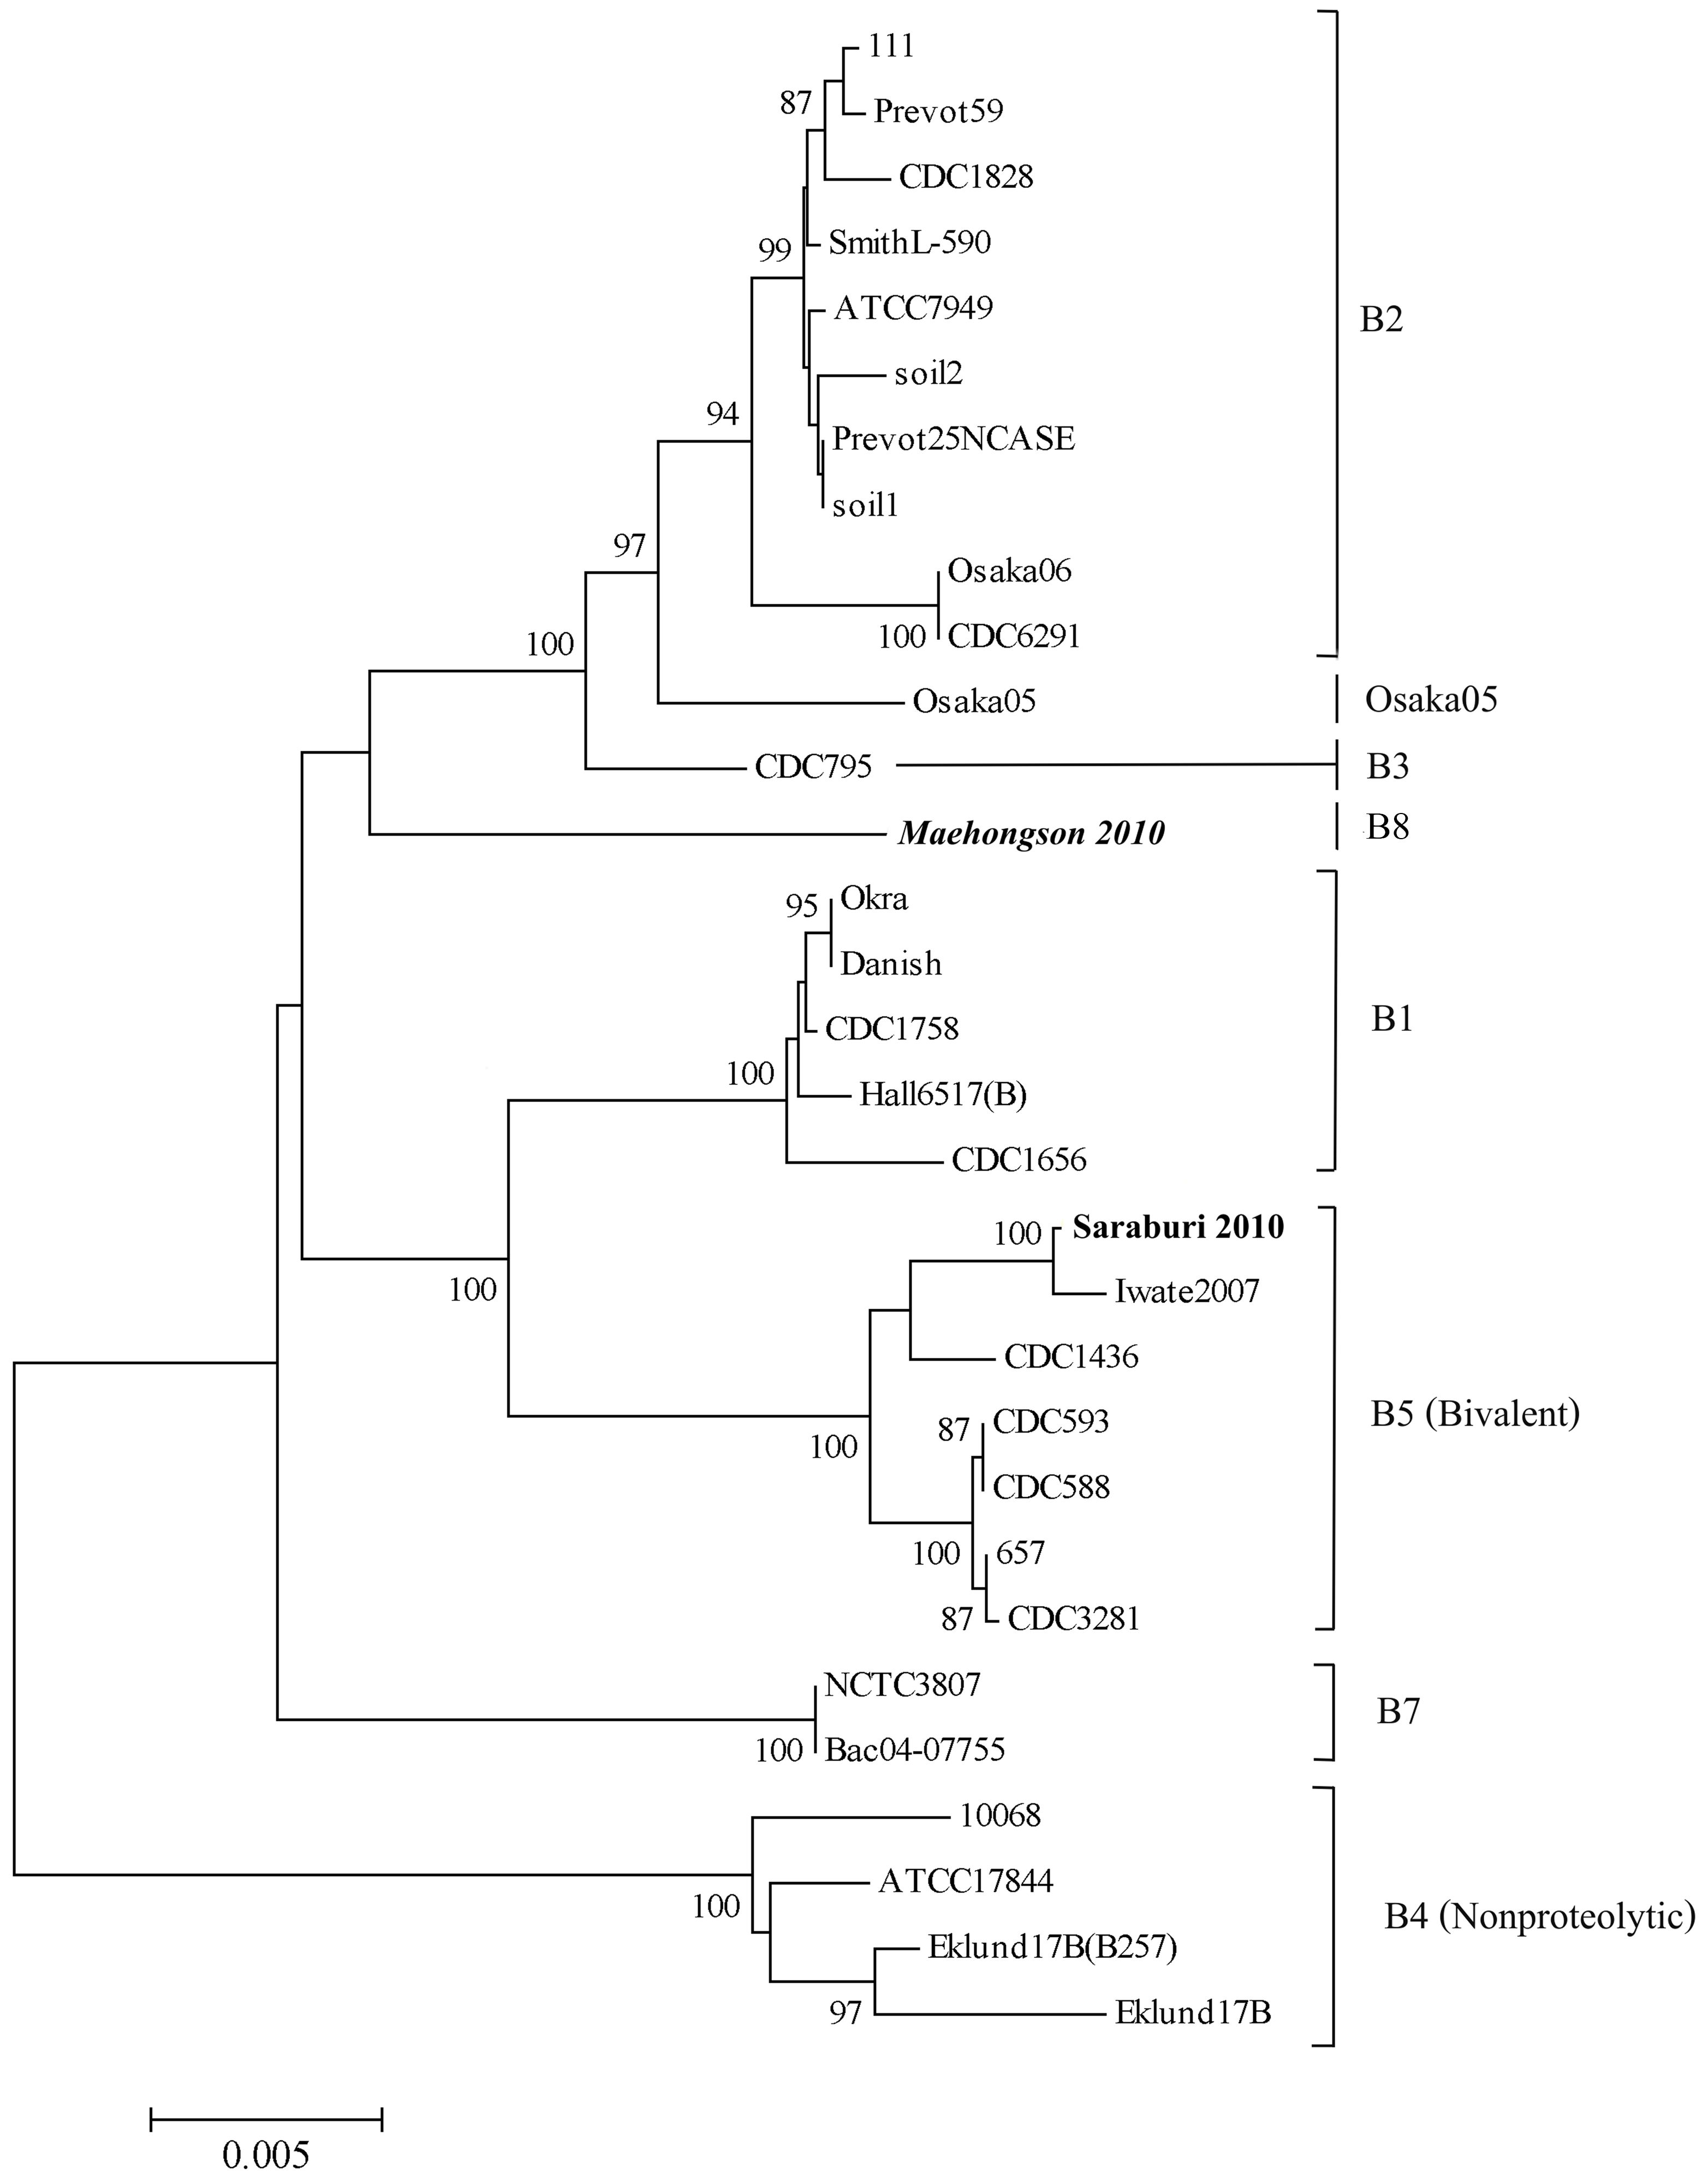 111
87
Prevot59
CDC1828
99
SmithL-590
ATCC7949
B2
soil2
94
Prevot25NCASE
soil1
97
Osaka06
100
100
CDC6291
Osaka05
Osaka05
CDC795
B3
Maehongson 2010
B8
95
Okra
Danish
B1
CDC1758
100
Hall6517(B)
CDC1656
100
Saraburi 2010
100
Iwate2007
CDC1436
B5 (Bivalent)
87
CDC593
100
CDC588
100
657
87
CDC3281
NCTC3807
B7
100
Bac04-07755
10068
ATCC17844
100
B4 (Nonproteolytic)
Eklund17B(B257)
97
Eklund17B
0.005